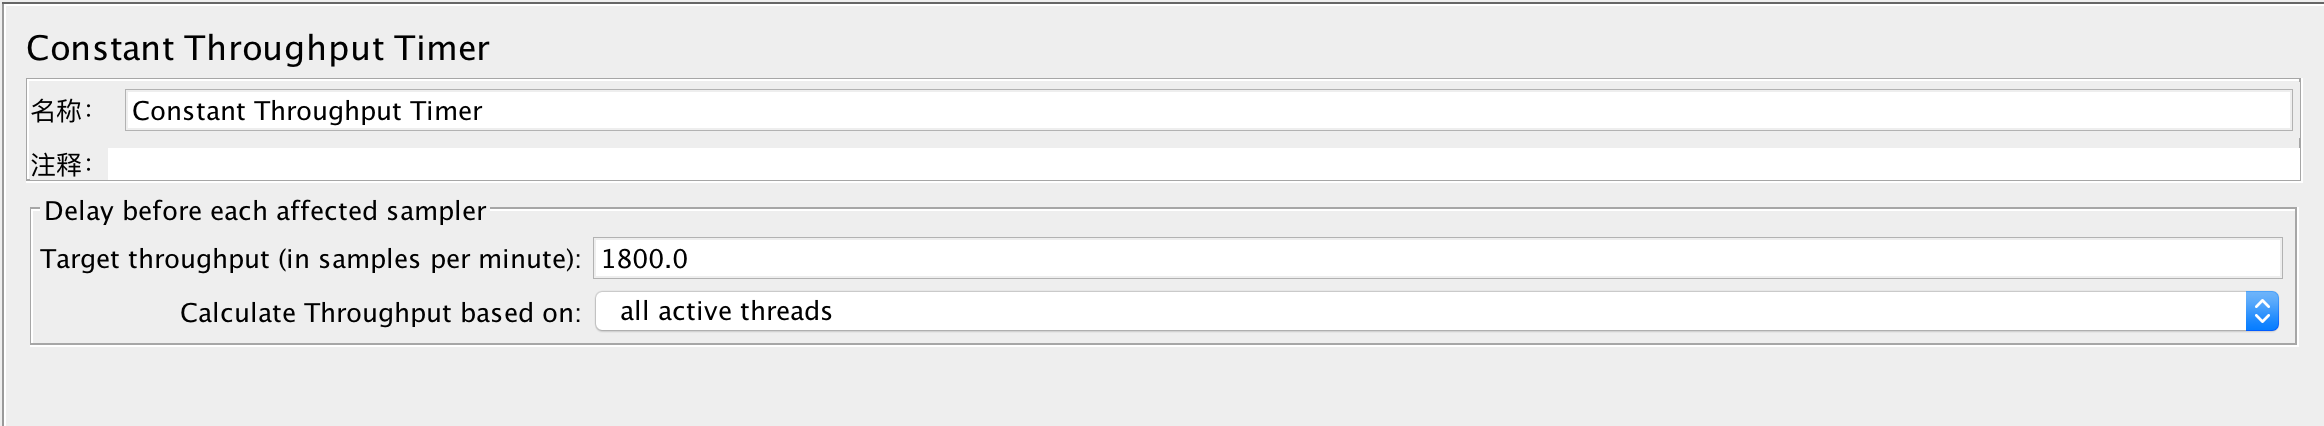 Constant Throughput Timer
名称： Constant Throughput Timer
注释：
Delay before each affected sampler
Target throughput (in samples per minute): 1800.0
Calculate Throughput based on: all active threads